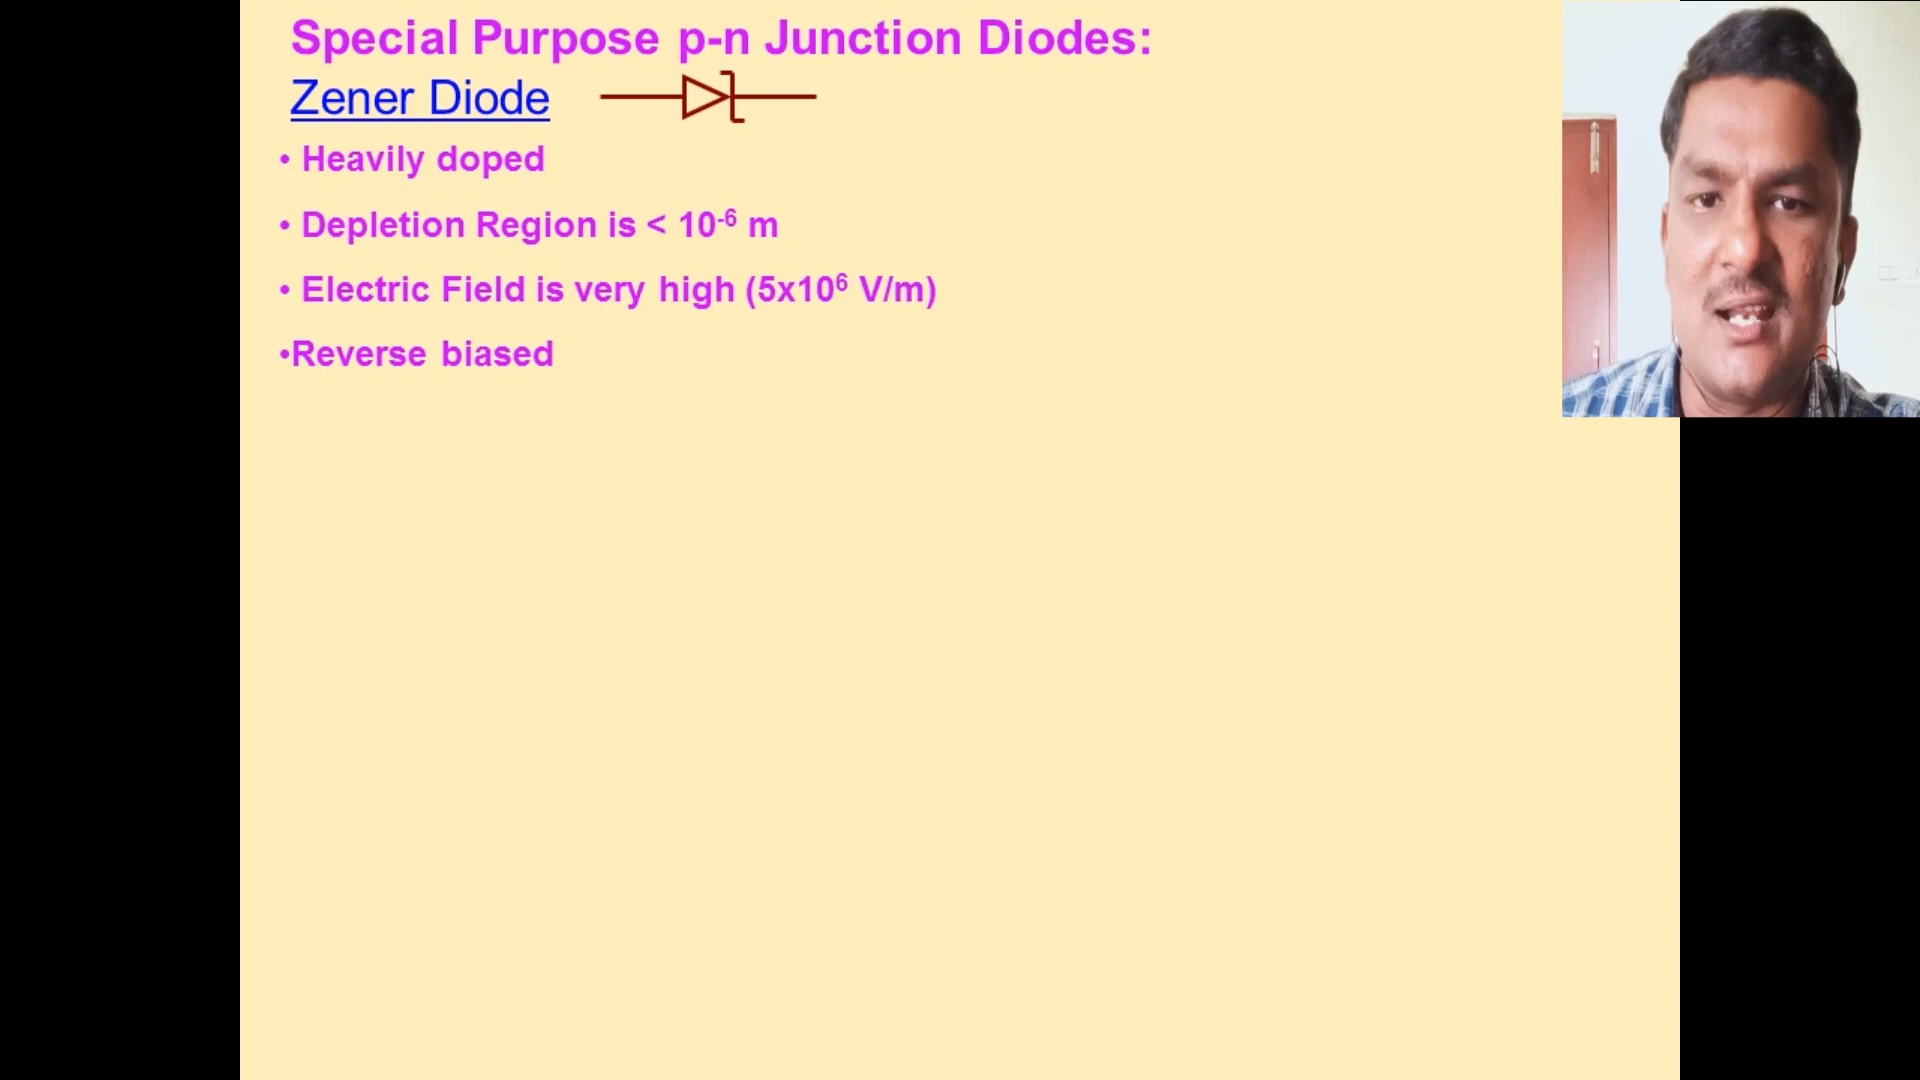 Special Purpose p-n Junction Diodes:
Zener Diode
• Heavily doped
• Depletion Region is < 10⁻⁶ m
• Electric Field is very high (5x10⁶ V/m)
•Reverse biased